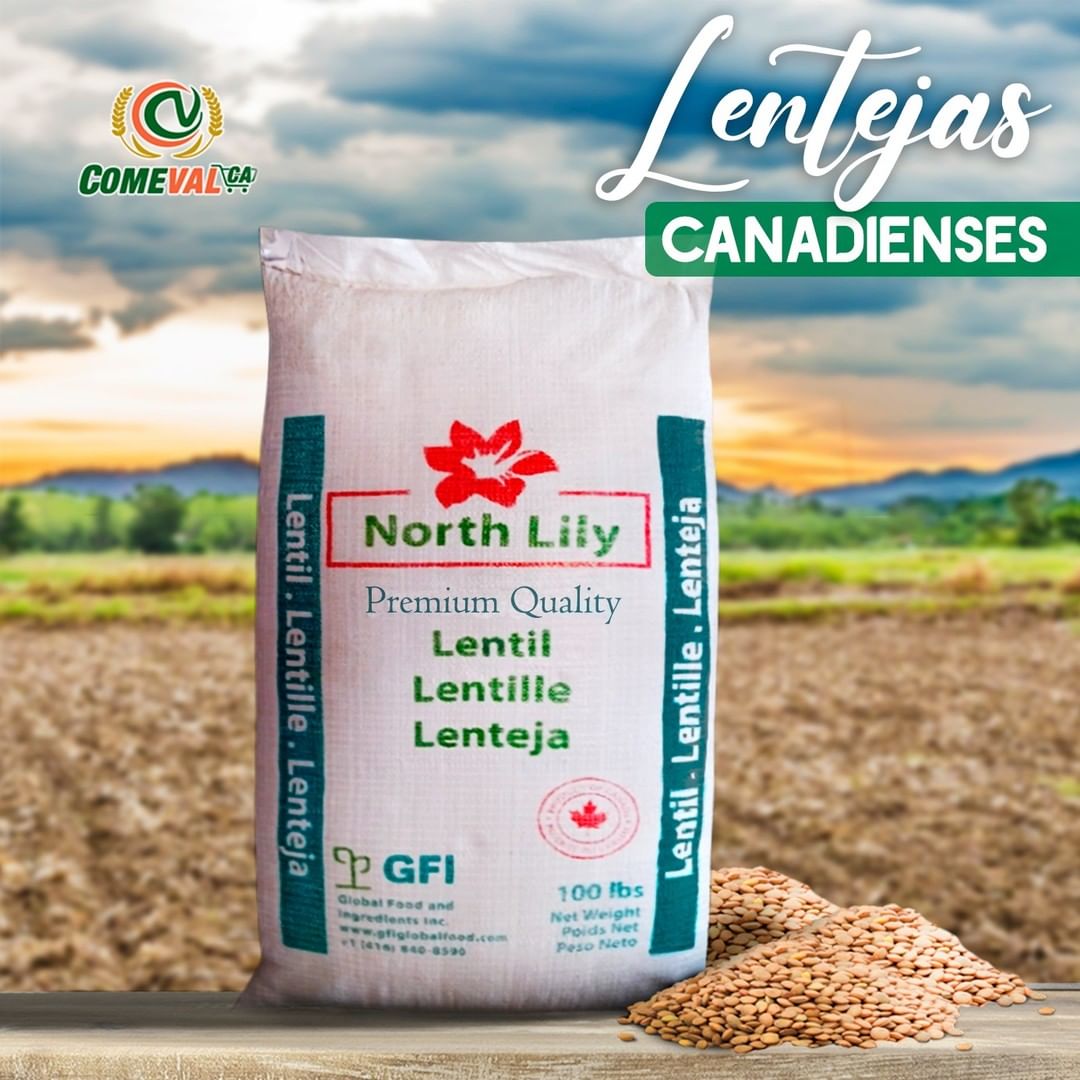 Lentejas
CANADIENSES
CV
COMEVAL CA
North Lily
Premium Quality
Lentil
Lentille
Lenteja
Lentil . Lentille . Lenteja
Lentil . Lentille . Lenteja
GFI
Global Food and
Ingredients Inc.
www.gfiglobalfood.com
+1 (416) 840-8590
100 lbs
Net Weight
Poids Net
Peso Neto